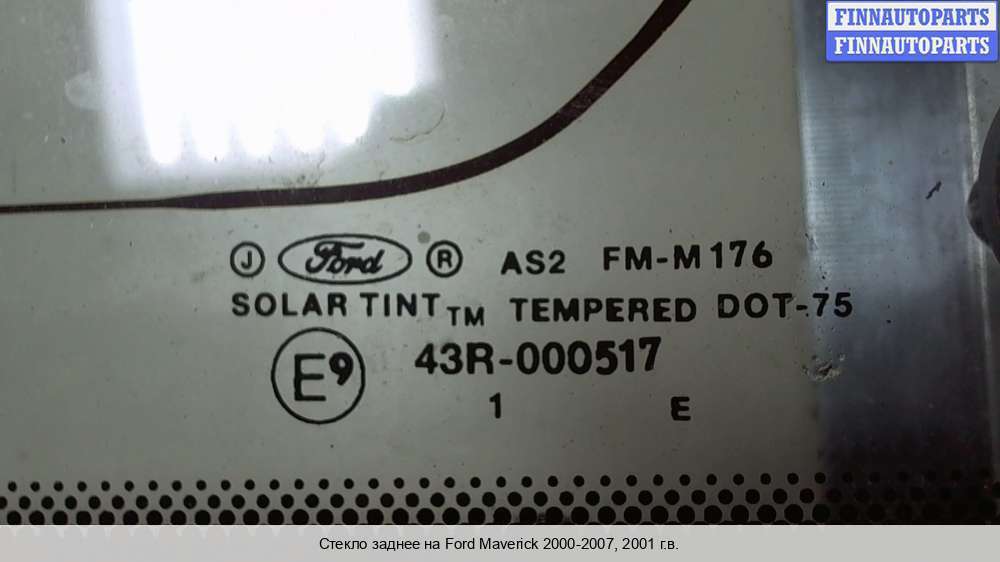 FINNAUTOPARTS
FINNAUTOPARTS
J Ford ® AS2 FM-M176
SOLAR TINT TM TEMPERED DOT-75
E9 43R-000517
1 E
Стекло заднее на Ford Maverick 2000-2007, 2001 г.в.